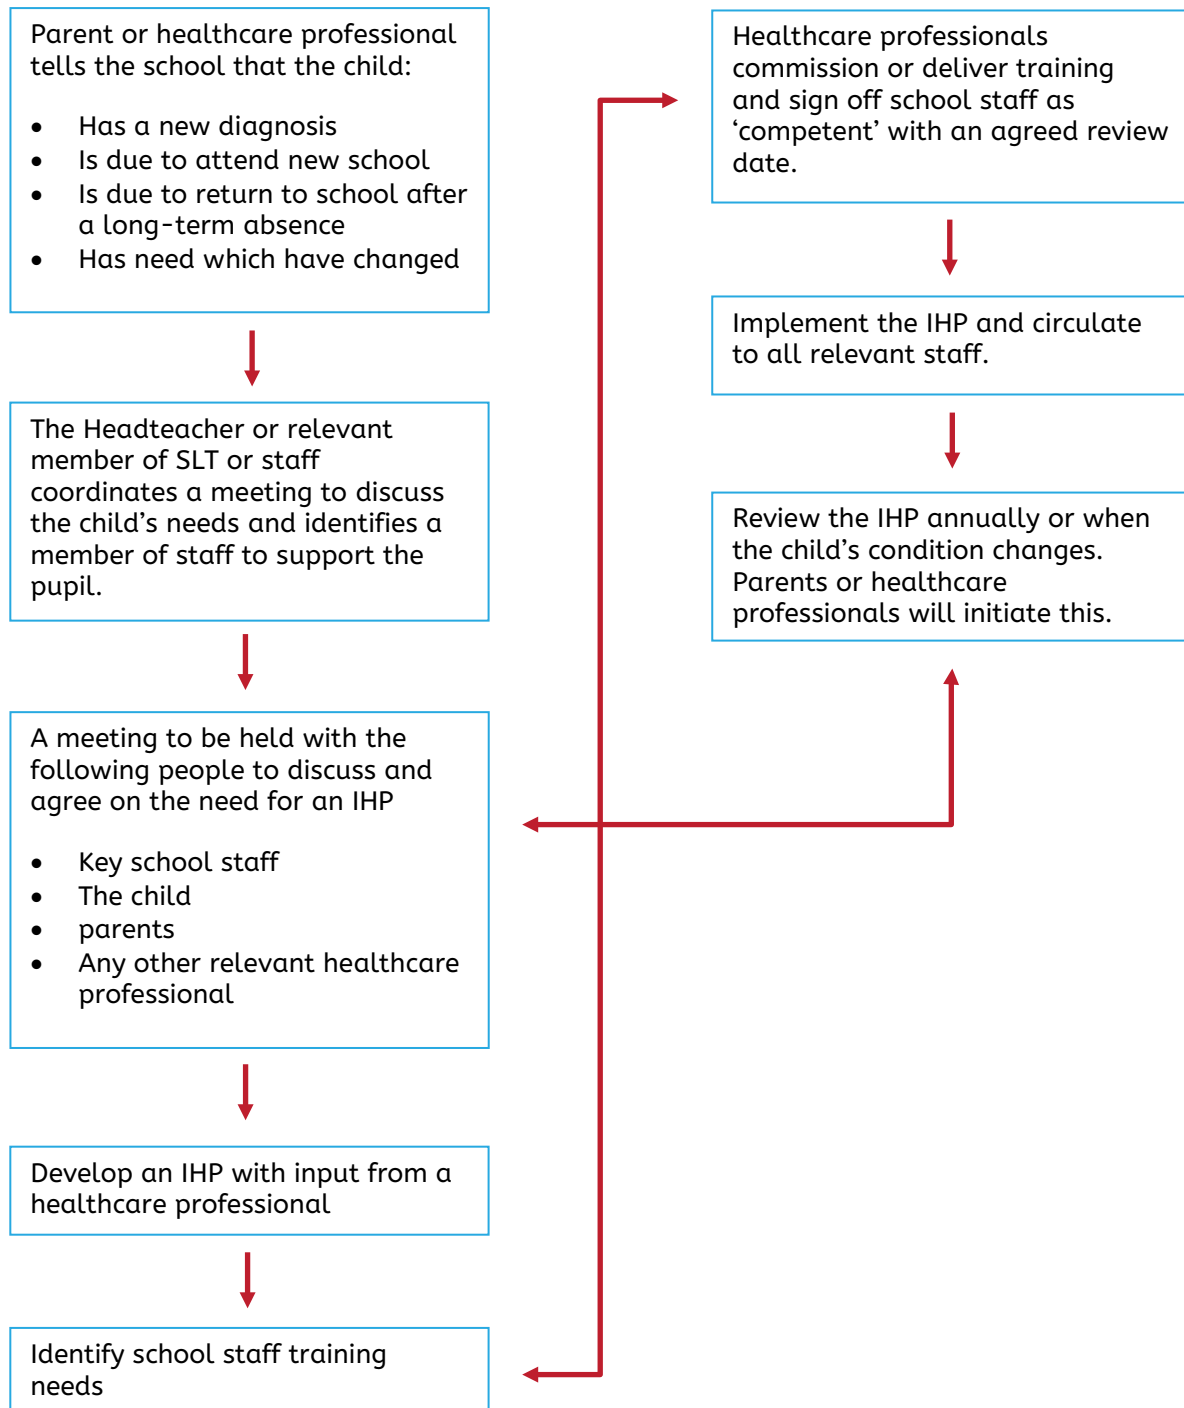 Parent or healthcare professional
tells the school that the child:
• Has a new diagnosis
• Is due to attend new school
• Is due to return to school after
a long-term absence
• Has need which have changed
The Headteacher or relevant
member of SLT or staff
coordinates a meeting to discuss
the child’s needs and identifies a
member of staff to support the
pupil.
A meeting to be held with the
following people to discuss and
agree on the need for an IHP
• Key school staff
• The child
• parents
• Any other relevant healthcare
professional
Develop an IHP with input from a
healthcare professional
Identify school staff training
needs
Healthcare professionals
commission or deliver training
and sign off school staff as
‘competent’ with an agreed review
date.
Implement the IHP and circulate
to all relevant staff.
Review the IHP annually or when
the child’s condition changes.
Parents or healthcare
professionals will initiate this.